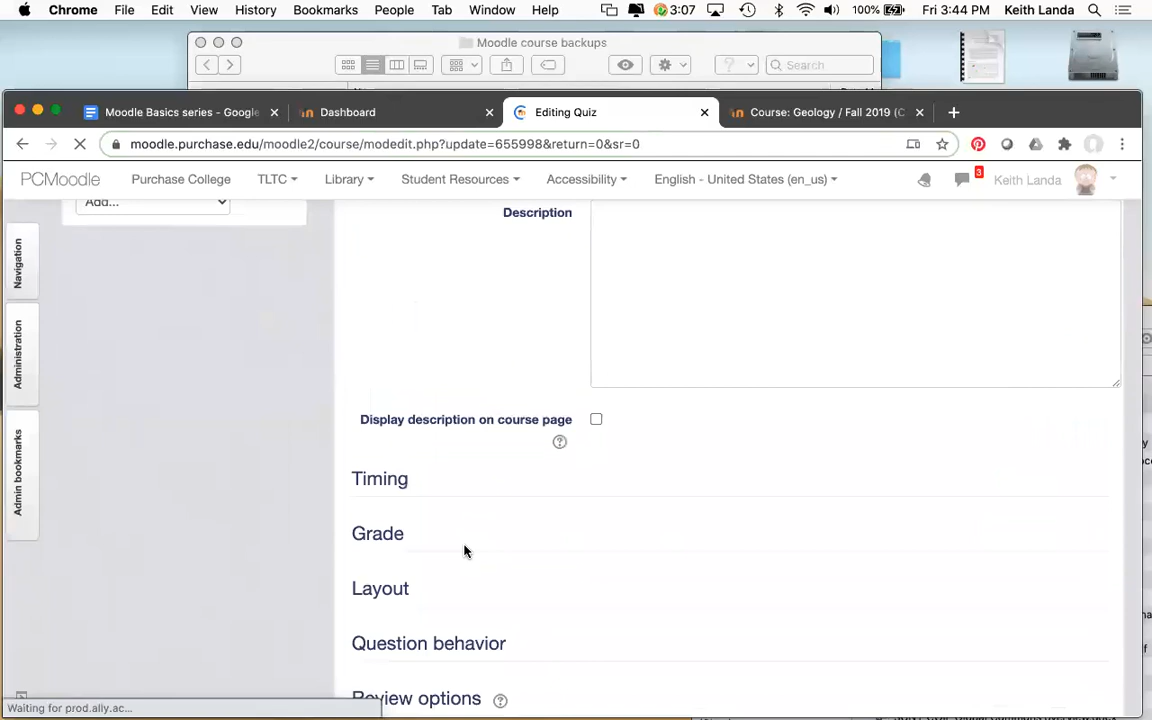 Chrome File Edit View History Bookmarks People Tab Window Help 3:07 100% Fri 3:44 PM Keith Landa
Moodle course backups
Search
Moodle Basics series - Google Dashboard Editing Quiz Course: Geology / Fall 2019 (C
moodle.purchase.edu/moodle2/course/modedit.php?update=655998&return=0&sr=0
PCMoodle Purchase College TLTC Library Student Resources Accessibility English - United States (en_us) 3 Keith Landa
Add...
Description
Navigation
Administration
Admin bookmarks
Display description on course page
Timing
Grade
Layout
Question behavior
Review options
Waiting for prod.ally.ac...